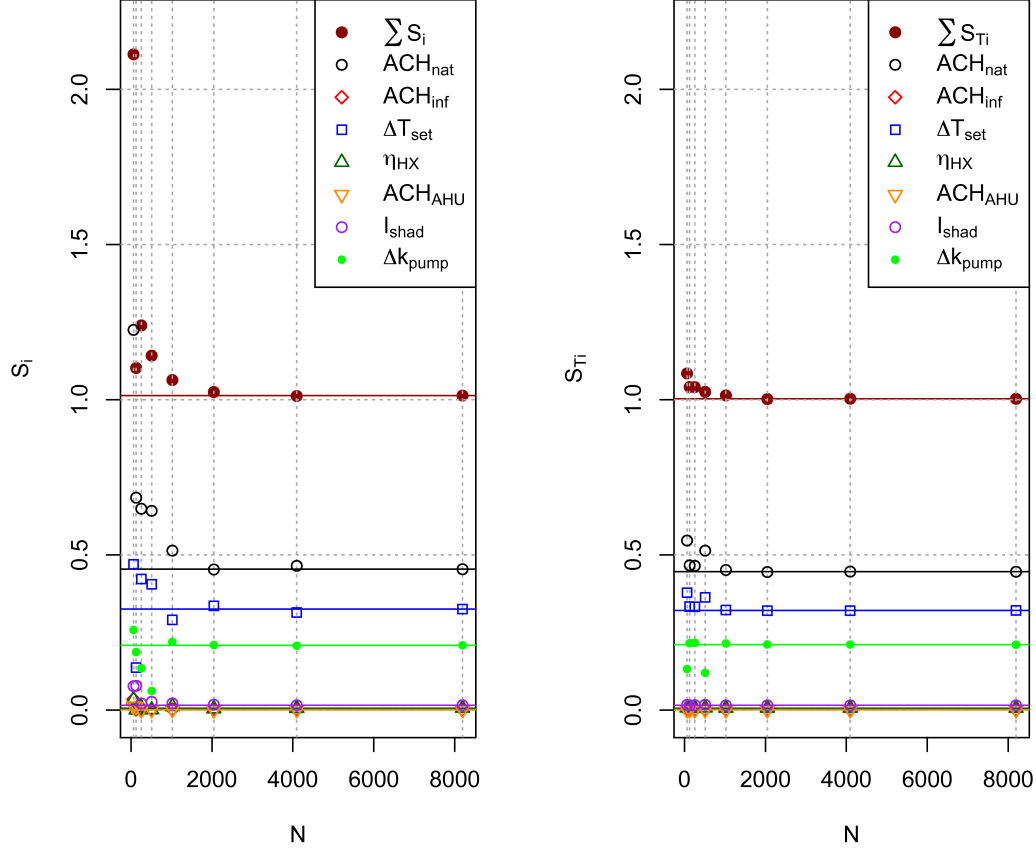 ∑ Si
ACHnat
ACHinf
ΔTset
ηHX
ACHAHU
Ishad
Δkpump
Si
0.0
0.5
1.0
1.5
2.0
0
2000
4000
6000
8000
N
∑ STi
ACHnat
ACHinf
ΔTset
ηHX
ACHAHU
Ishad
Δkpump
STi
0.0
0.5
1.0
1.5
2.0
0
2000
4000
6000
8000
N